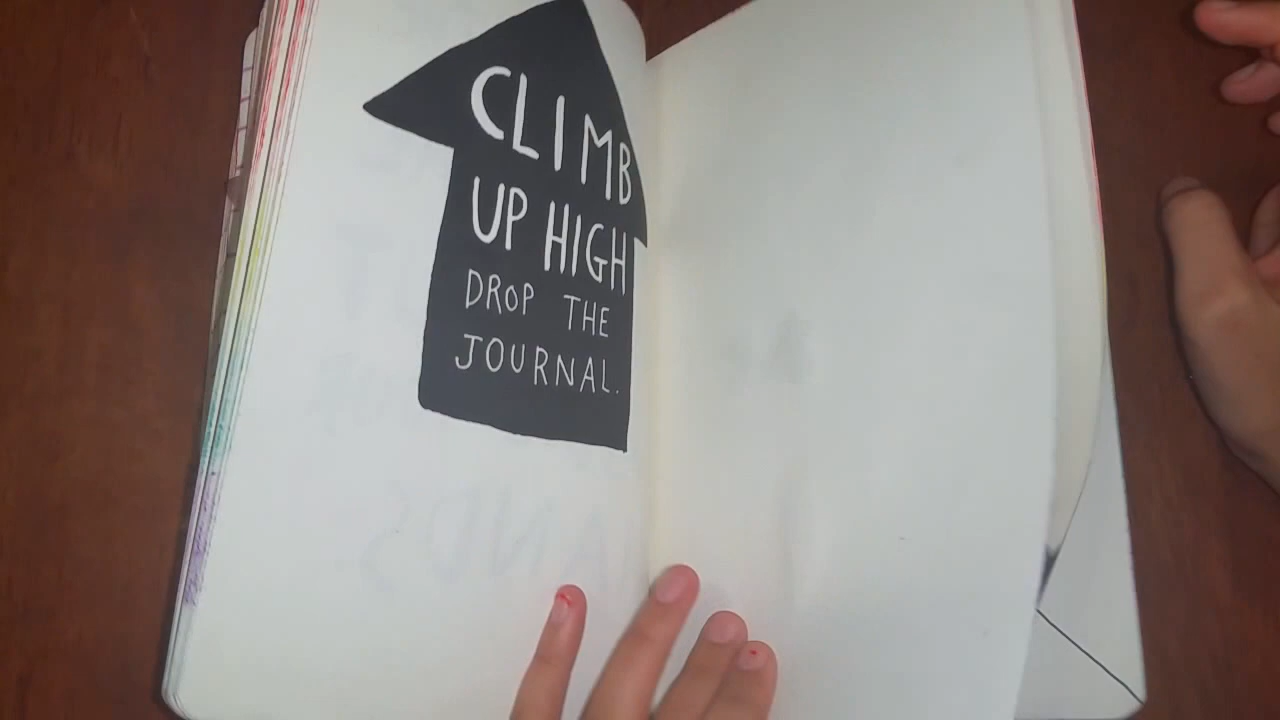 CLIMB
UP HIGH
DROP THE
JOURNAL.